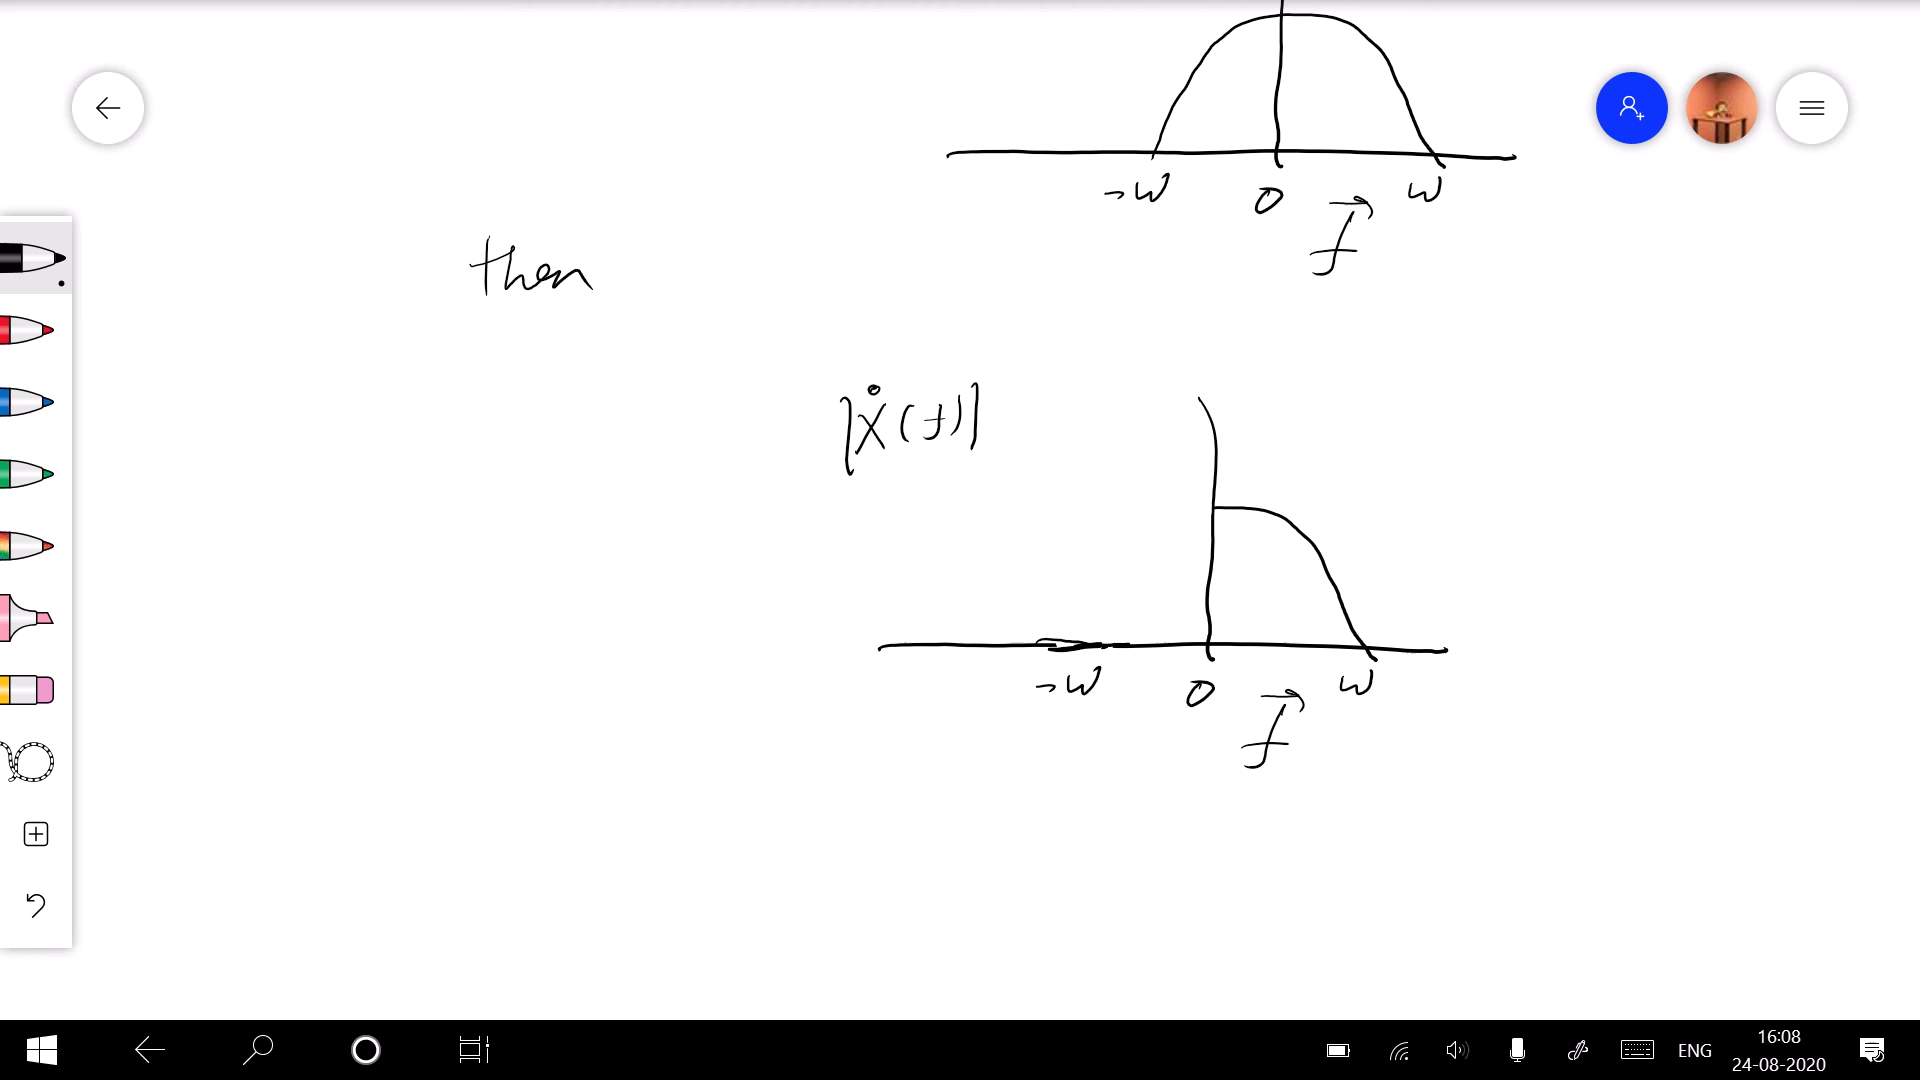 -W 0 W
f
then
|X̊(f)|
-W 0 W
f
ENG
16:08
24-08-2020